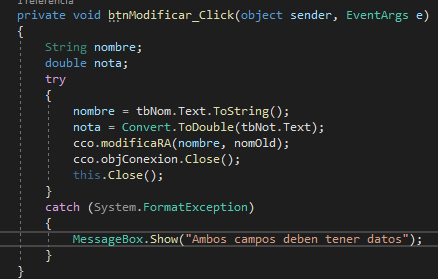 1 referencia
private void btnModificar_Click(object sender, EventArgs e)
{
String nombre;
double nota;
try
{
nombre = tbNom.Text.ToString();
nota = Convert.ToDouble(tbNot.Text);
cco.modificaRA(nombre, nomOld);
cco.objConexion.Close();
this.Close();
}
catch (System.FormatException)
{
MessageBox.Show("Ambos campos deben tener datos");
}
}